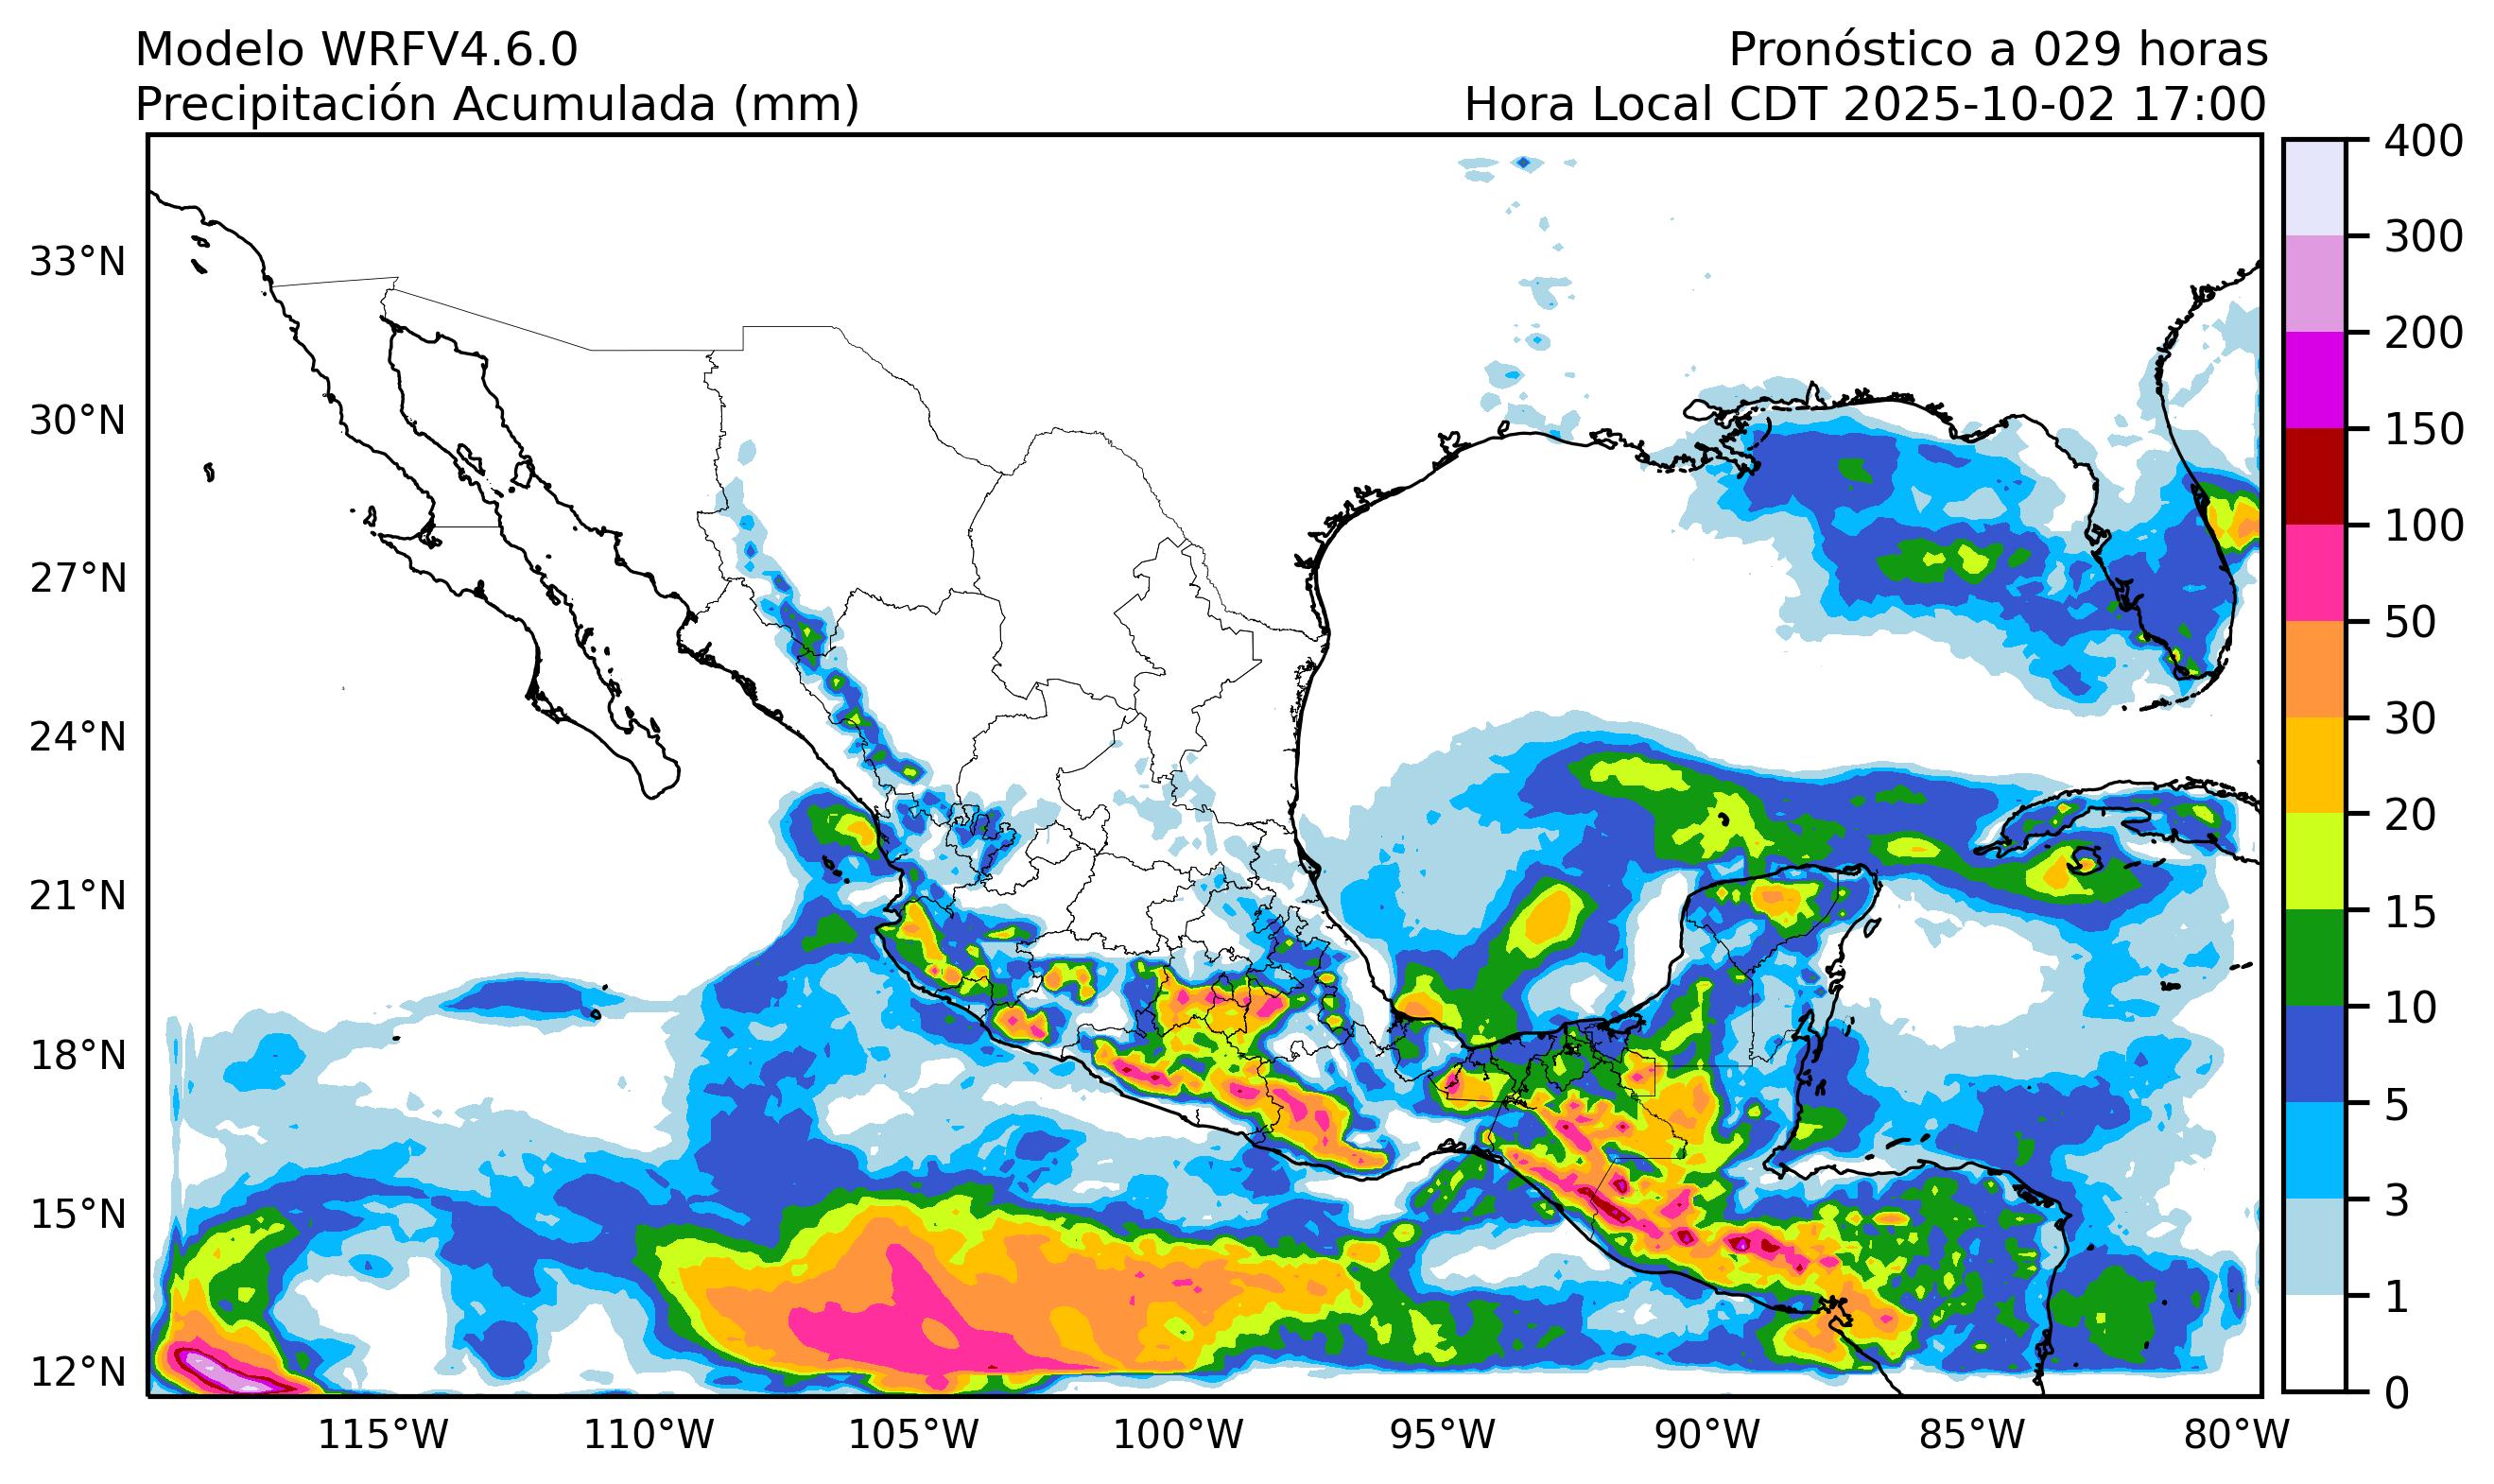 Modelo WRFV4.6.0
Pronóstico a 029 horas
Precipitación Acumulada (mm)
Hora Local CDT 2025-10-02 17:00
400
300
200
150
100
50
30
20
15
10
5
3
1
0
33°N
30°N
27°N
24°N
21°N
18°N
15°N
12°N
115°W
110°W
105°W
100°W
95°W
90°W
85°W
80°W